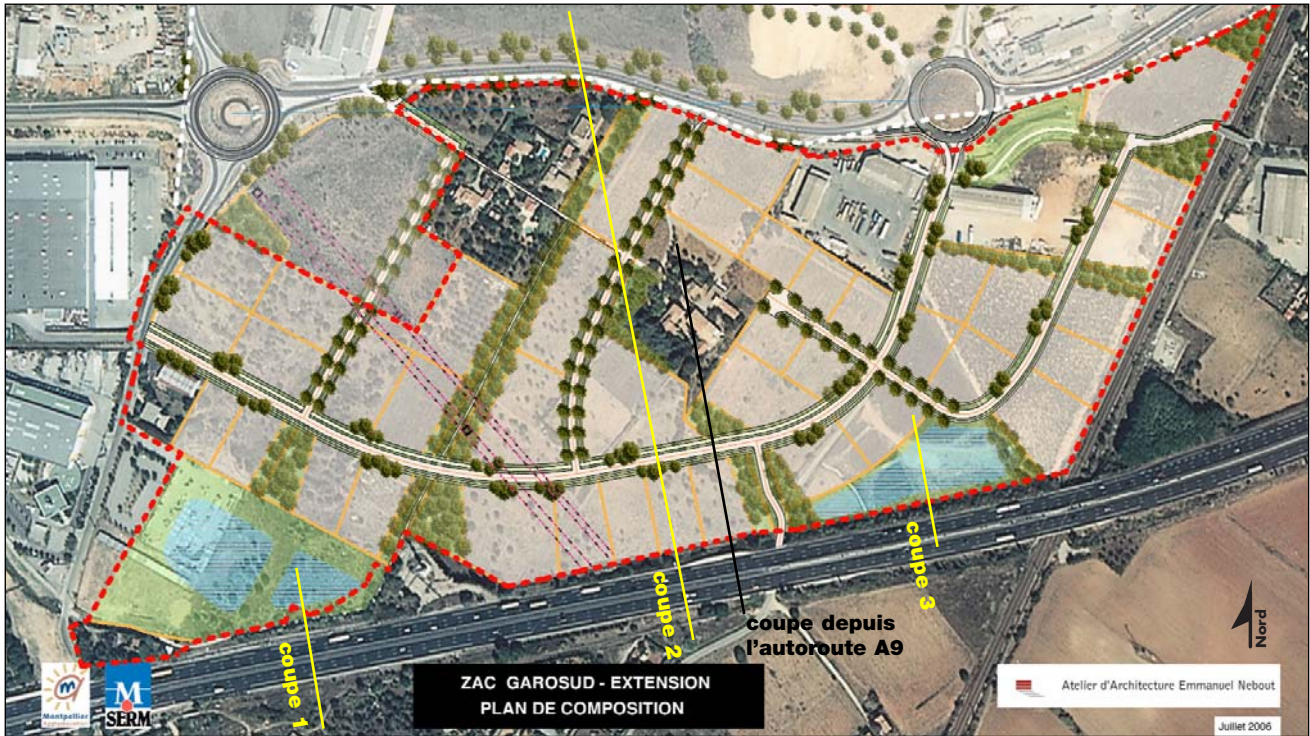 coupe 1
coupe 2
coupe 3
coupe depuis
l'autoroute A9
Nord
Montpellier
Agglomération
M
SERM
ZAC GAROSUD - EXTENSION
PLAN DE COMPOSITION
Atelier d'Architecture Emmanuel Nebout
Juillet 2006